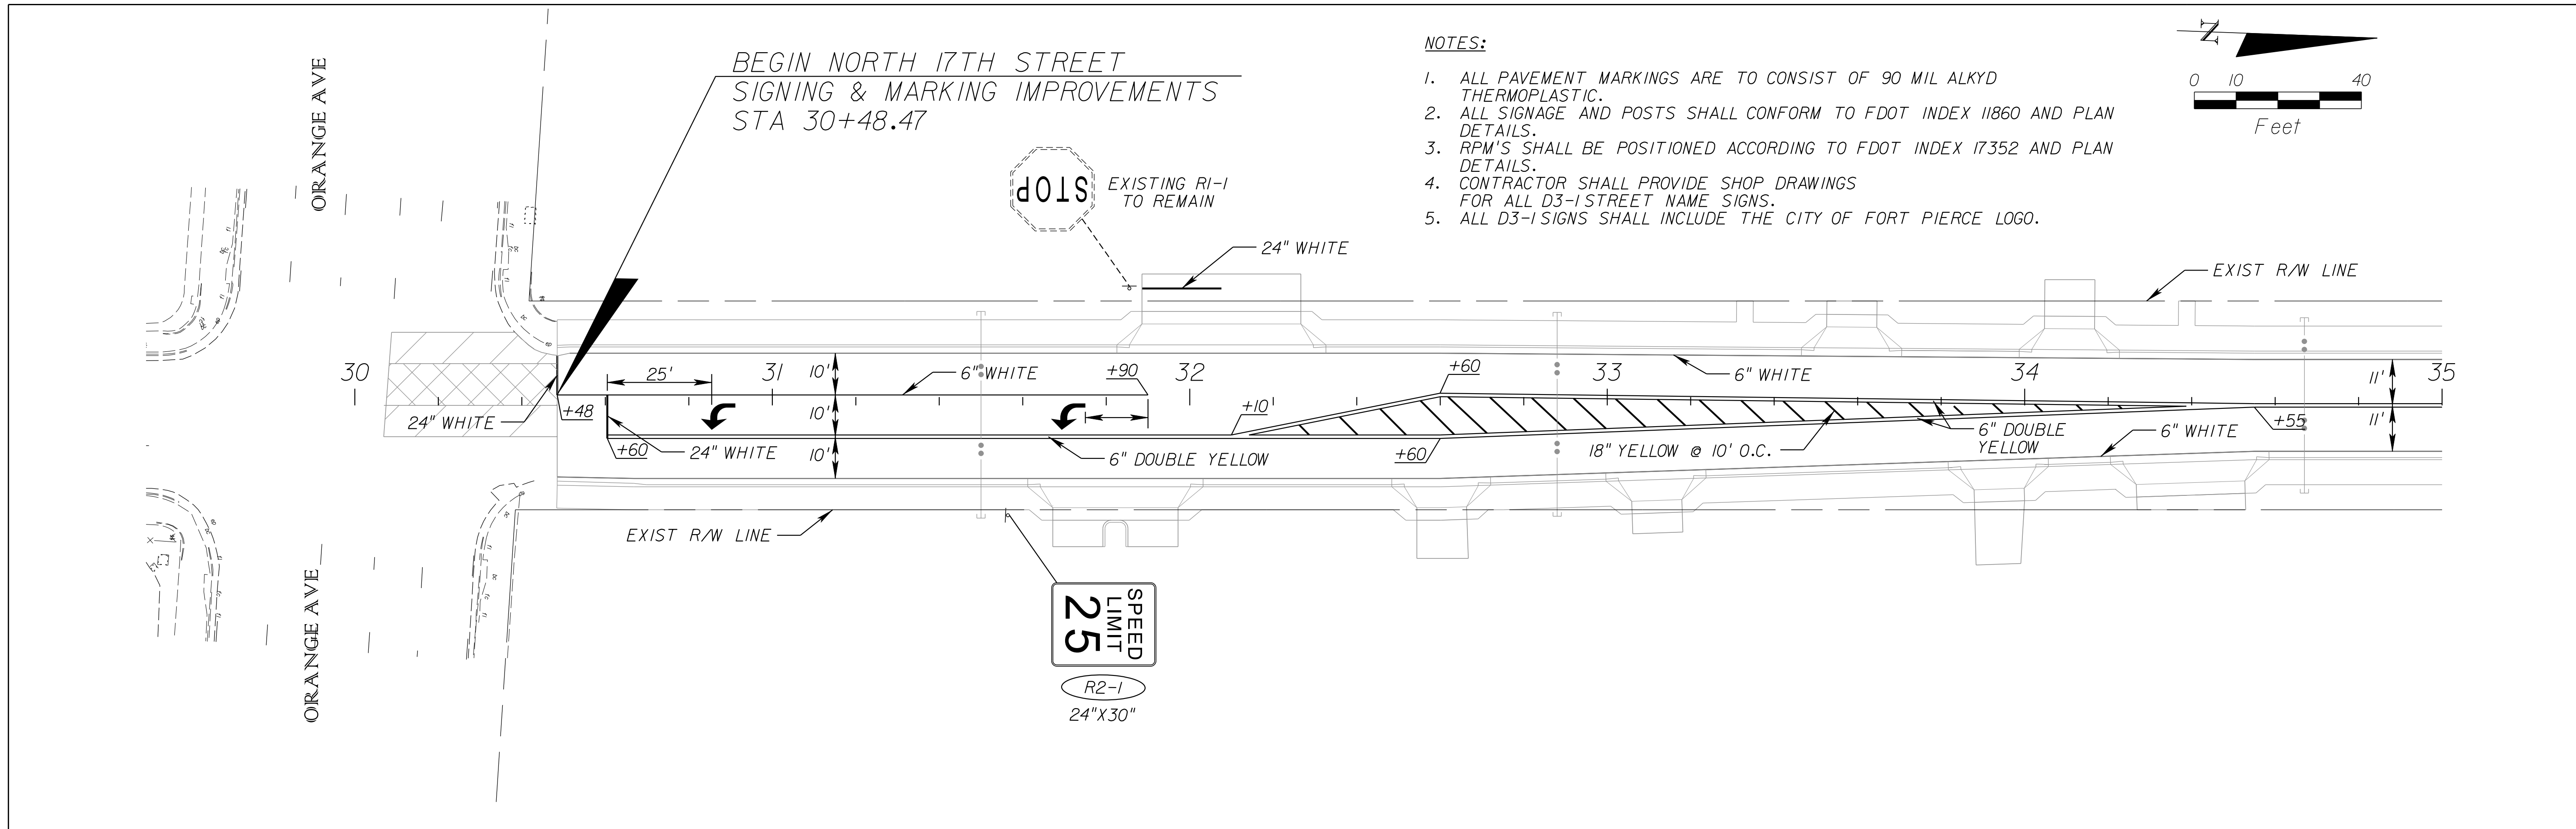 ORANGE AVE
BEGIN NORTH 17TH STREET
SIGNING & MARKING IMPROVEMENTS
STA 30+48.47
STOP
EXISTING R1-1
TO REMAIN
24" WHITE
NOTES:
1. ALL PAVEMENT MARKINGS ARE TO CONSIST OF 90 MIL ALKYD
THERMOPLASTIC.
2. ALL SIGNAGE AND POSTS SHALL CONFORM TO FDOT INDEX 11860 AND PLAN
DETAILS.
3. RPM'S SHALL BE POSITIONED ACCORDING TO FDOT INDEX 17352 AND PLAN
DETAILS.
4. CONTRACTOR SHALL PROVIDE SHOP DRAWINGS
FOR ALL D3-1 STREET NAME SIGNS.
5. ALL D3-1 SIGNS SHALL INCLUDE THE CITY OF FORT PIERCE LOGO.
N
0 10 40
Feet
EXIST R/W LINE
30
25'
31
10'
6" WHITE
+90
32
+60
33
6" WHITE
34
11'
35
24" WHITE
+48
10'
+10
+60
24" WHITE
10'
6" DOUBLE YELLOW
+60
18" YELLOW @ 10' O.C.
6" DOUBLE
YELLOW
6" WHITE
+55
11'
EXIST R/W LINE
SPEED
LIMIT
25
R2-1
24"X30"
ORANGE AVE